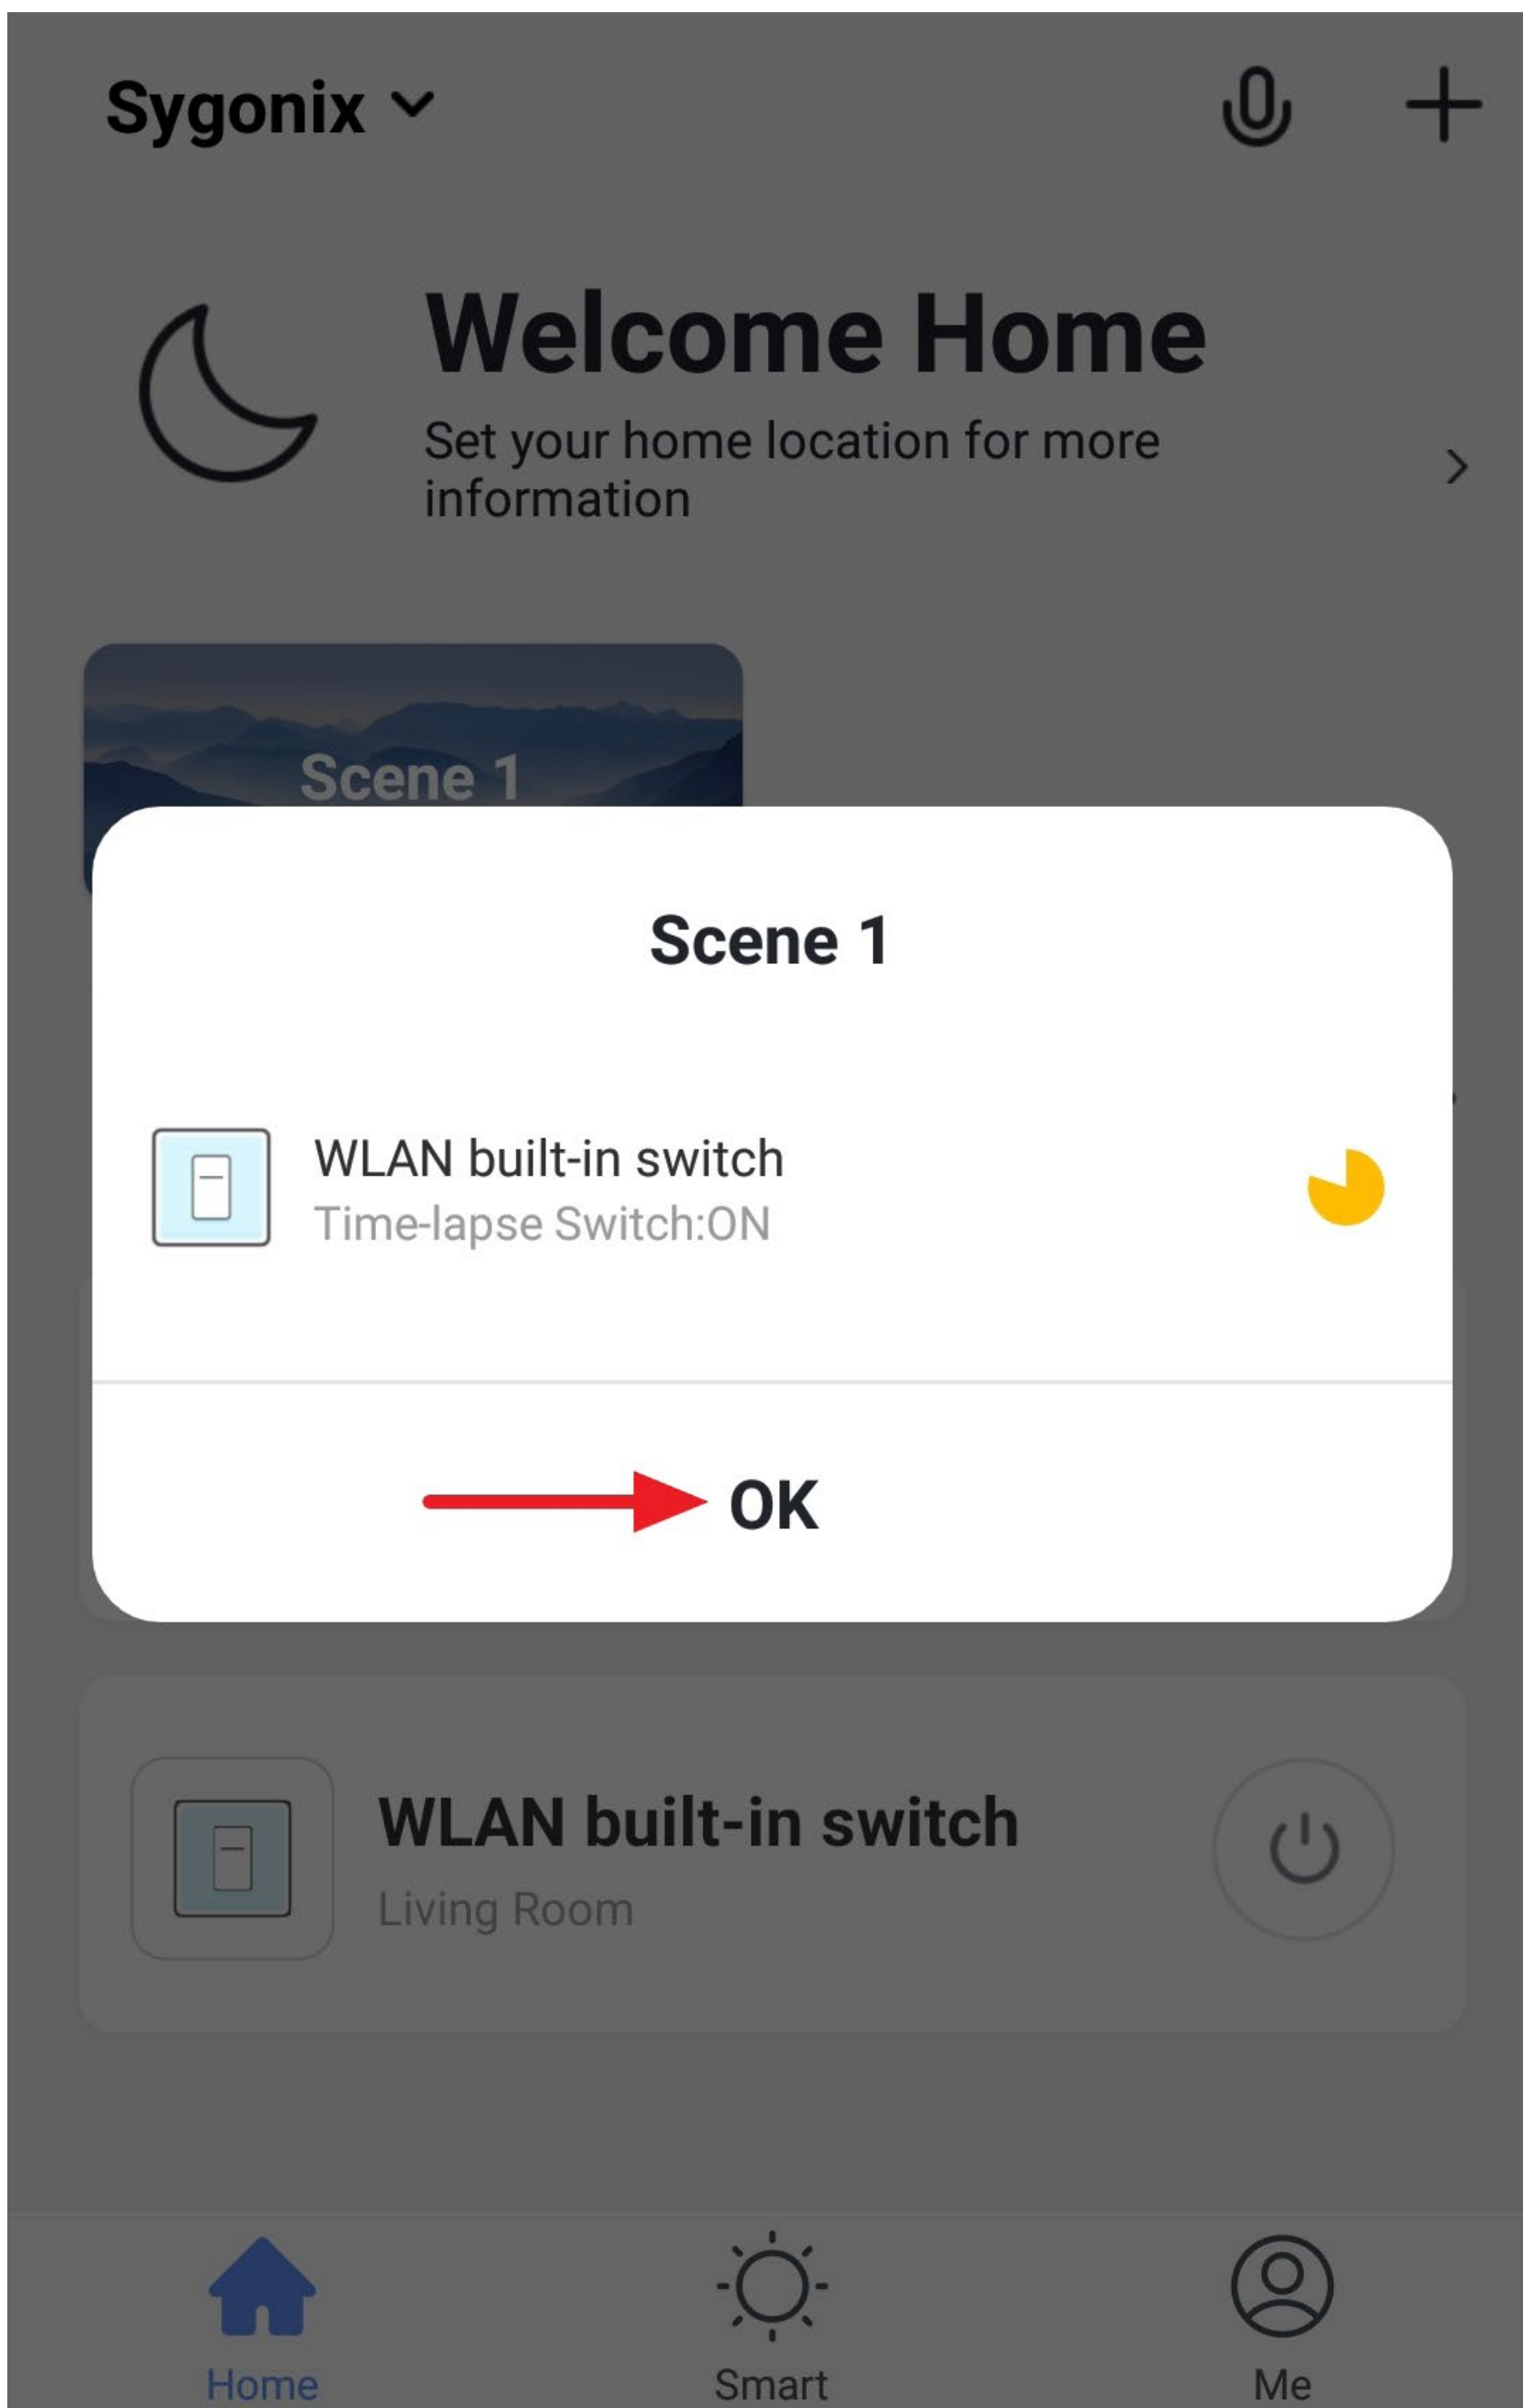 Sygonix
Welcome Home
Set your home location for more
information
Scene 1
Scene 1
WLAN built-in switch
Time-lapse Switch:ON
OK
WLAN built-in switch
Living Room
Home
Smart
Me